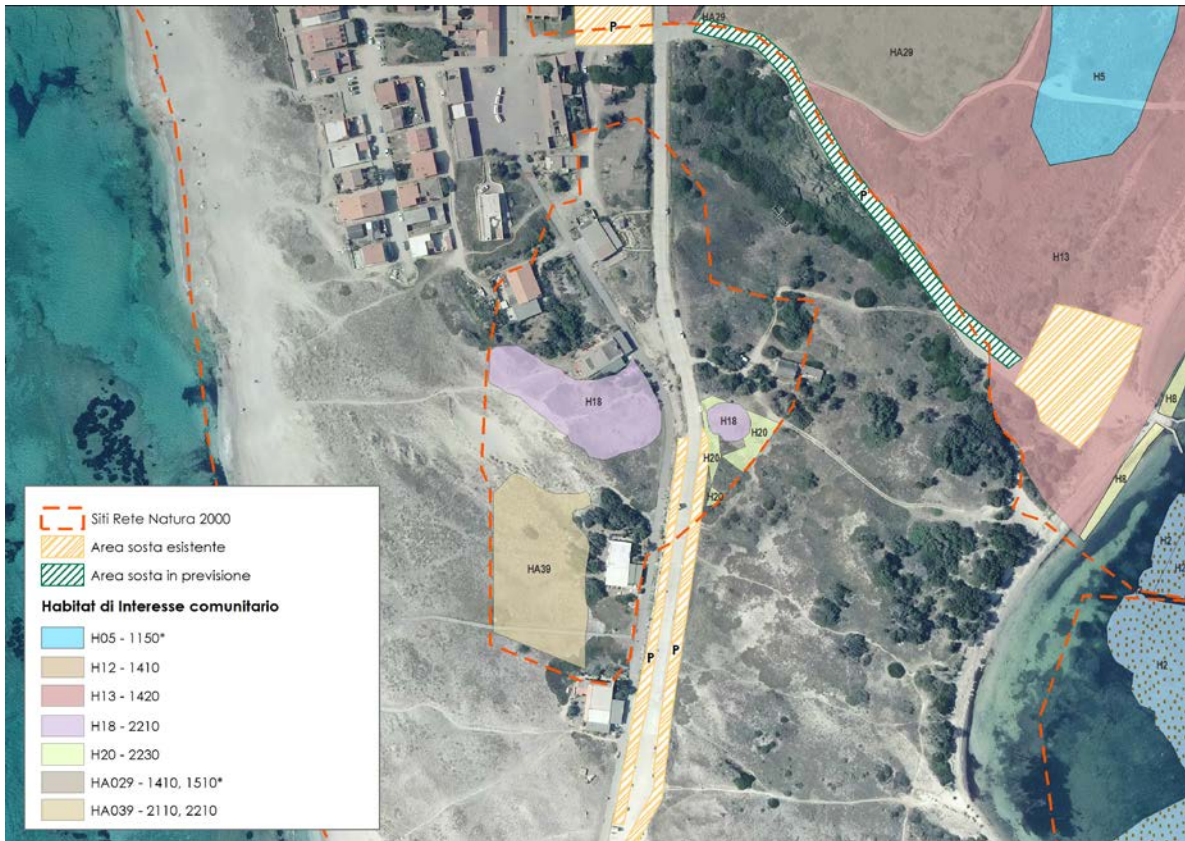 P
HA29
HA29
H5
P
H13
H18
H18
H20
H20
H20
H8
H8
HA39
H2
H2
H2
P
P
Siti Rete Natura 2000
Area sosta esistente
Area sosta in previsione
Habitat di Interesse comunitario
H05 - 1150*
H12 - 1410
H13 - 1420
H18 - 2210
H20 - 2230
HA029 - 1410, 1510*
HA039 - 2110, 2210